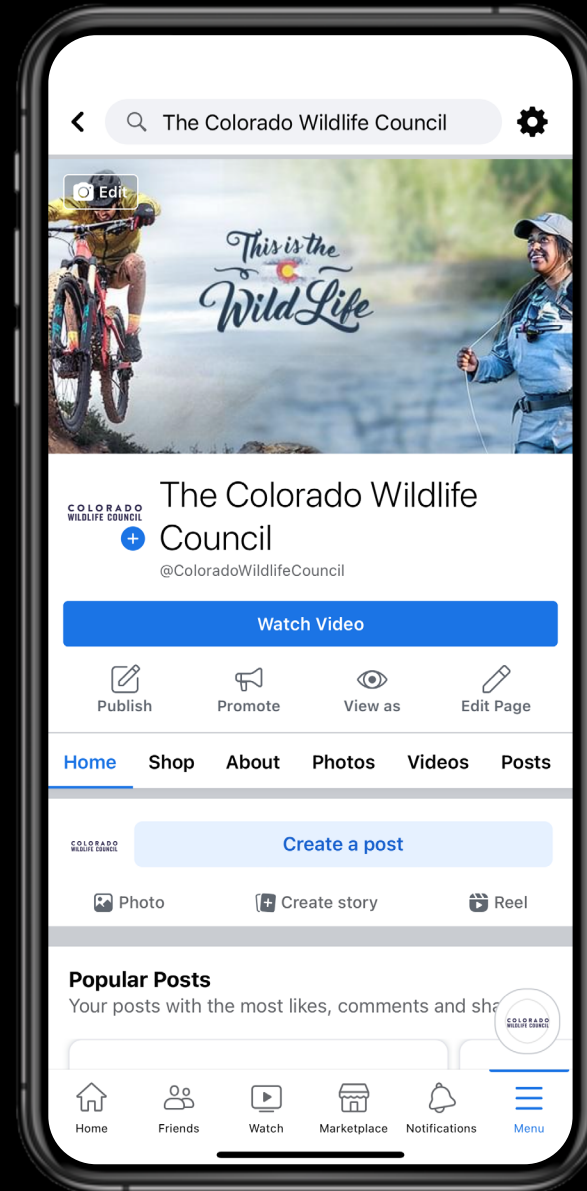 The Colorado Wildlife Council
Edit
This is the
Wild Life
COLORADO
WILDLIFE COUNCIL
The Colorado Wildlife
Council
@ColoradoWildlifeCouncil
Watch Video
Publish Promote View as Edit Page
Home Shop About Photos Videos Posts
COLORADO
WILDLIFE COUNCIL
Create a post
Photo Create story Reel
Popular Posts
Your posts with the most likes, comments and sha
COLORADO
WILDLIFE COUNCIL
Home Friends Watch Marketplace Notifications Menu